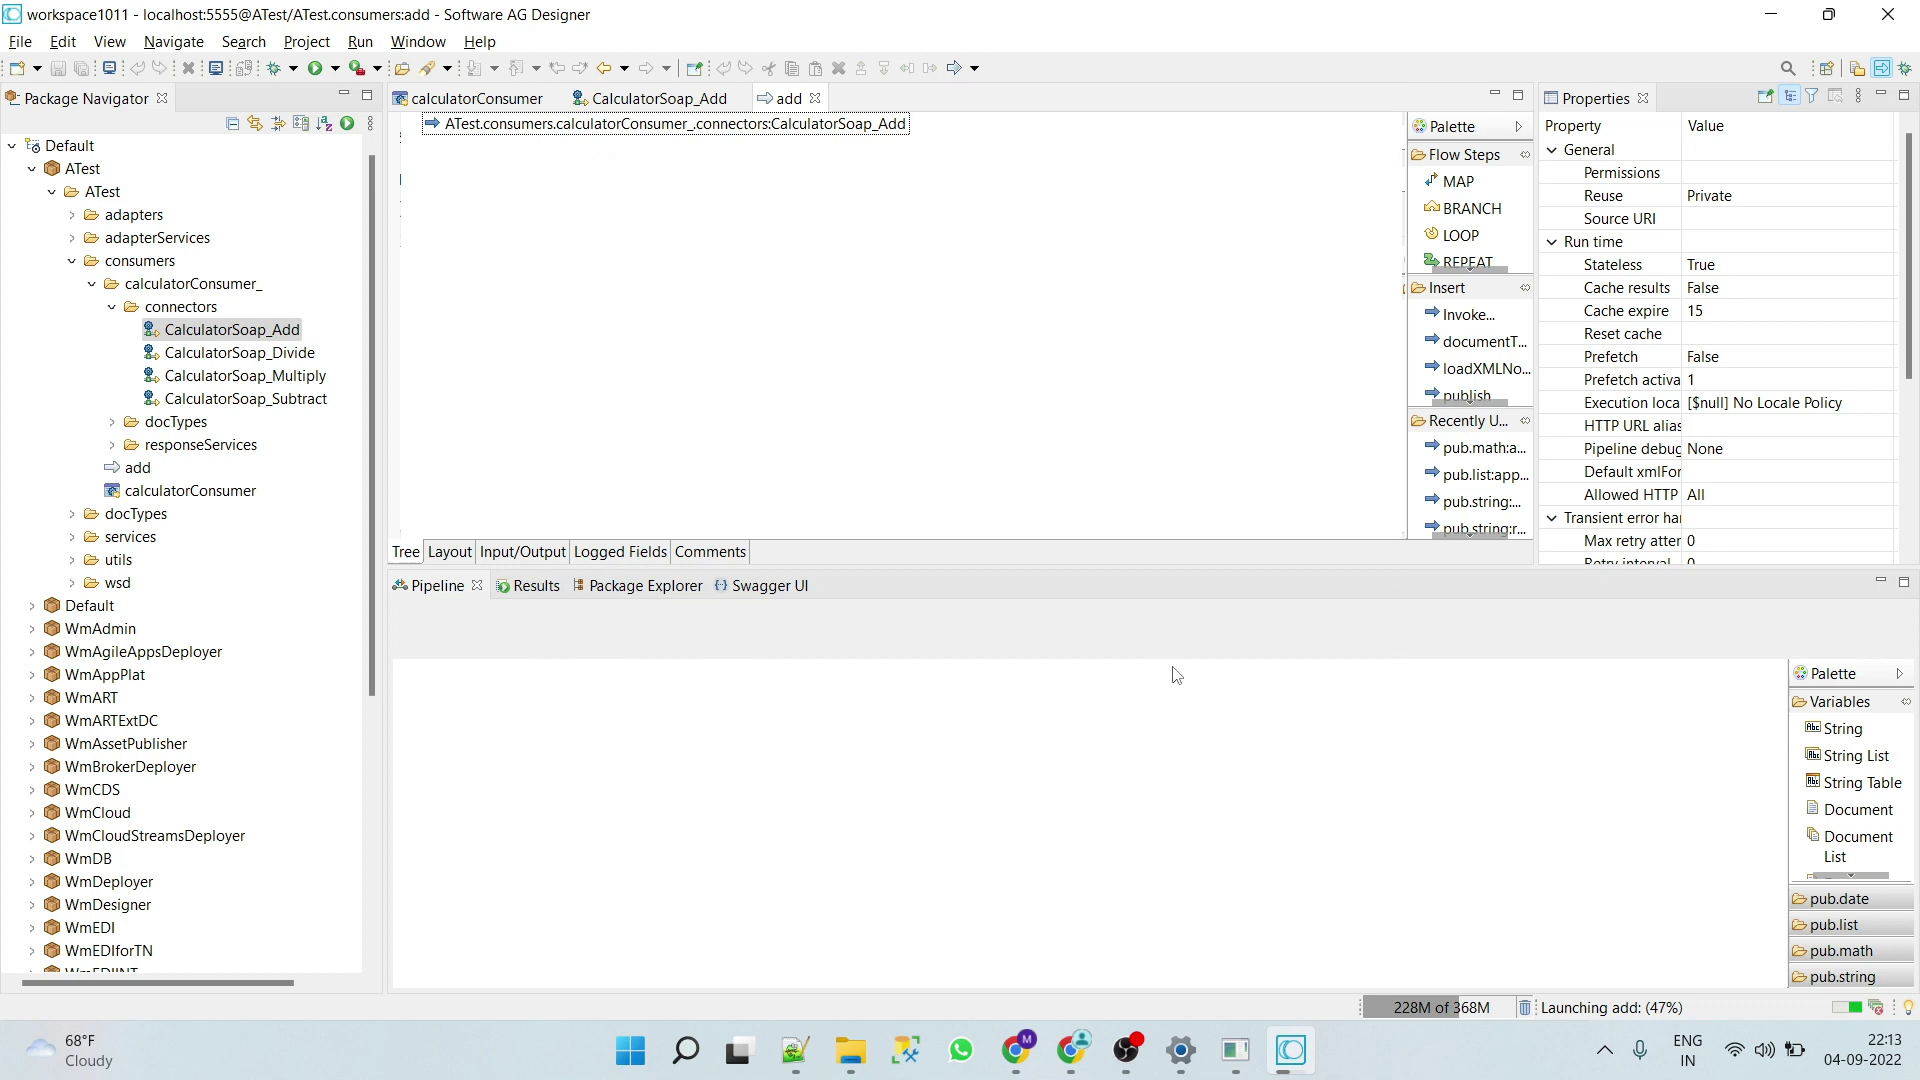 workspace1011 - localhost:5555@ATest/ATest.consumers:add - Software AG Designer
File Edit View Navigate Search Project Run Window Help
Package Navigator
Default
ATest
ATest
adapters
adapterServices
consumers
calculatorConsumer_
connectors
CalculatorSoap_Add
CalculatorSoap_Divide
CalculatorSoap_Multiply
CalculatorSoap_Subtract
docTypes
responseServices
add
calculatorConsumer
docTypes
services
utils
wsd
Default
WmAdmin
WmAgileAppsDeployer
WmAppPlat
WmART
WmARTExtDC
WmAssetPublisher
WmBrokerDeployer
WmCDS
WmCloud
WmCloudStreamsDeployer
WmDB
WmDeployer
WmDesigner
WmEDI
WmEDIforTN
WmEDIINT
calculatorConsumer CalculatorSoap_Add add
ATest.consumers.calculatorConsumer_.connectors:CalculatorSoap_Add
Palette
Flow Steps
MAP
BRANCH
LOOP
REPEAT
Insert
Invoke...
documentT...
loadXMLNo...
publish
Recently U...
pub.math:a...
pub.list:app...
pub.string:...
pub.string:r...
Tree Layout Input/Output Logged Fields Comments
Properties
Property Value
General
Permissions
Reuse Private
Source URI
Run time
Stateless True
Cache results False
Cache expire 15
Reset cache
Prefetch False
Prefetch activa 1
Execution loca [$null] No Locale Policy
HTTP URL alias
Pipeline debug None
Default xmlFor
Allowed HTTP All
Transient error har
Max retry atter 0
Retry interval 0
Pipeline Results Package Explorer Swagger UI
Palette
Variables
String
String List
String Table
Document
Document
List
pub.date
pub.list
pub.math
pub.string
228M of 368M Launching add: (47%)
68°F
Cloudy
M
ENG
IN
22:13
04-09-2022